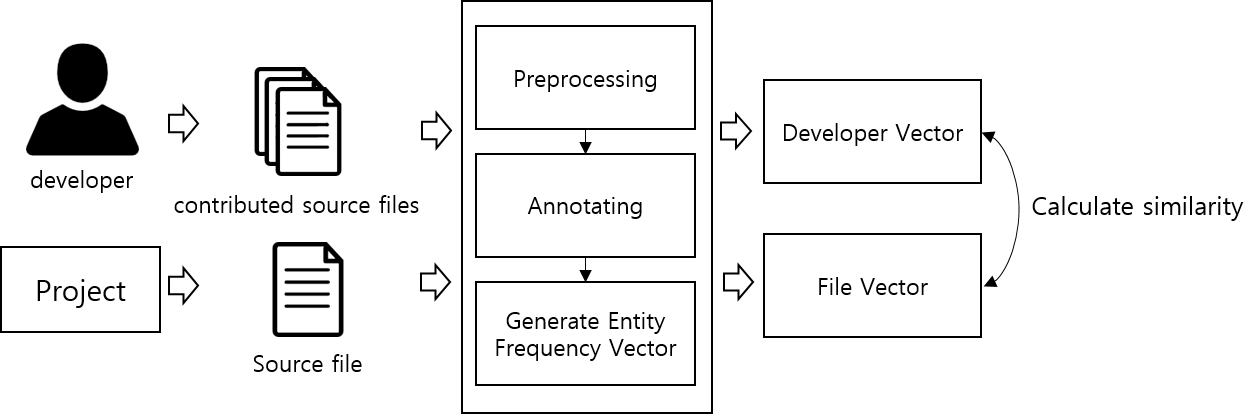 developer
contributed source files
Project
Source file
Preprocessing
Annotating
Generate Entity
Frequency Vector
Developer Vector
File Vector
Calculate similarity